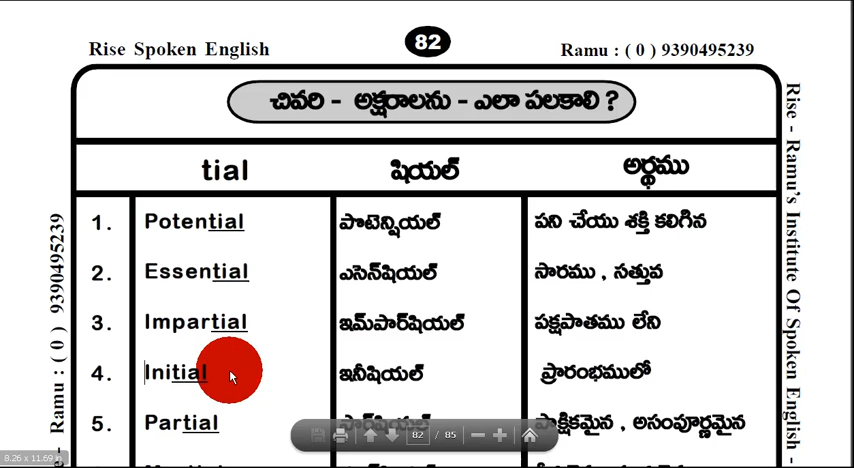 Rise Spoken English
82
Ramu : ( 0 ) 9390495239
చివరి - అక్షరాలను - ఎలా పలకాలి ?
tial షియల్ అర్థము
1. Potential పొటెన్షియల్ పని చేయు శక్తి కలిగిన
2. Essential ఎసెన్‌షియల్ సారము , సత్తువ
3. Impartial ఇమ్‌పార్‌షియల్ పక్షపాతము లేని
4. Initial ఇనీషియల్ ప్రారంభములో
5. Partial పార్‌షియల్ పాక్షికమైన , అసంపూర్ణమైన
Ramu : ( 0 ) 9390495239
Rise - Ramu's Institute Of Spoken English -
82 / 85
8.26 x 11.69 in